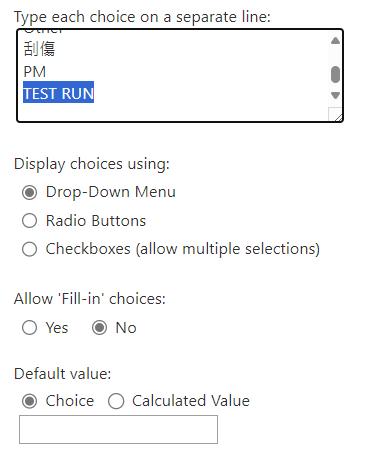 Type each choice on a separate line:
Other
刮傷
PM
TEST RUN
Display choices using:
Drop-Down Menu
Radio Buttons
Checkboxes (allow multiple selections)
Allow 'Fill-in' choices:
Yes No
Default value:
Choice Calculated Value